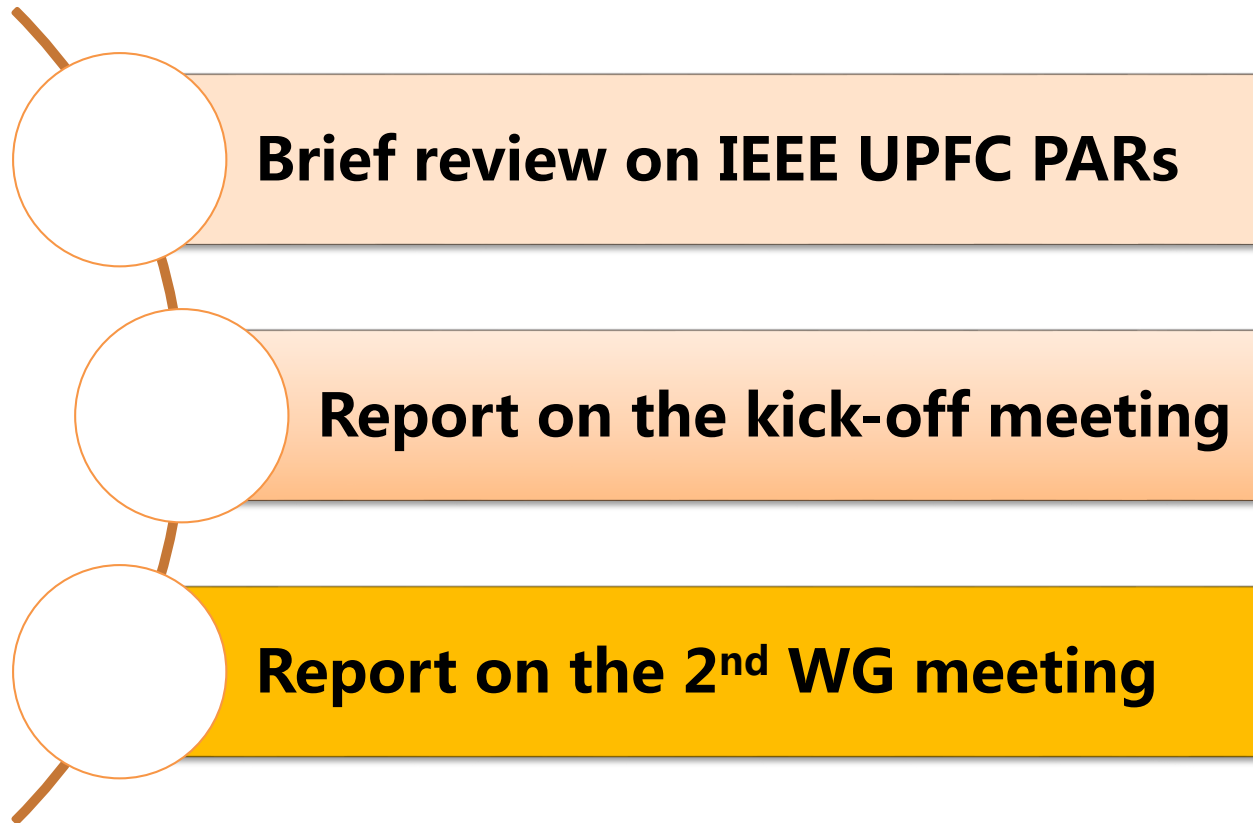 Brief review on IEEE UPFC PARs
Report on the kick-off meeting
Report on the 2nd WG meeting